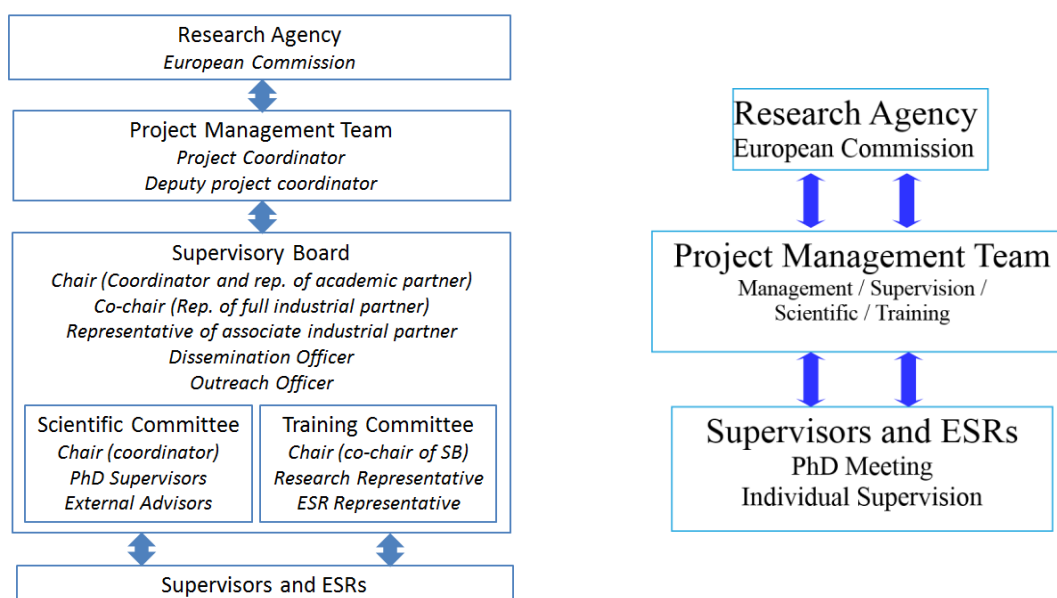 Research Agency
European Commission
Project Management Team
Project Coordinator
Deputy project coordinator
Supervisory Board
Chair (Coordinator and rep. of academic partner)
Co-chair (Rep. of full industrial partner)
Representative of associate industrial partner
Dissemination Officer
Outreach Officer
Scientific Committee
Chair (coordinator)
PhD Supervisors
External Advisors
Training Committee
Chair (co-chair of SB)
Research Representative
ESR Representative
Supervisors and ESRs
Research Agency
European Commission
Project Management Team
Management / Supervision /
Scientific / Training
Supervisors and ESRs
PhD Meeting
Individual Supervision